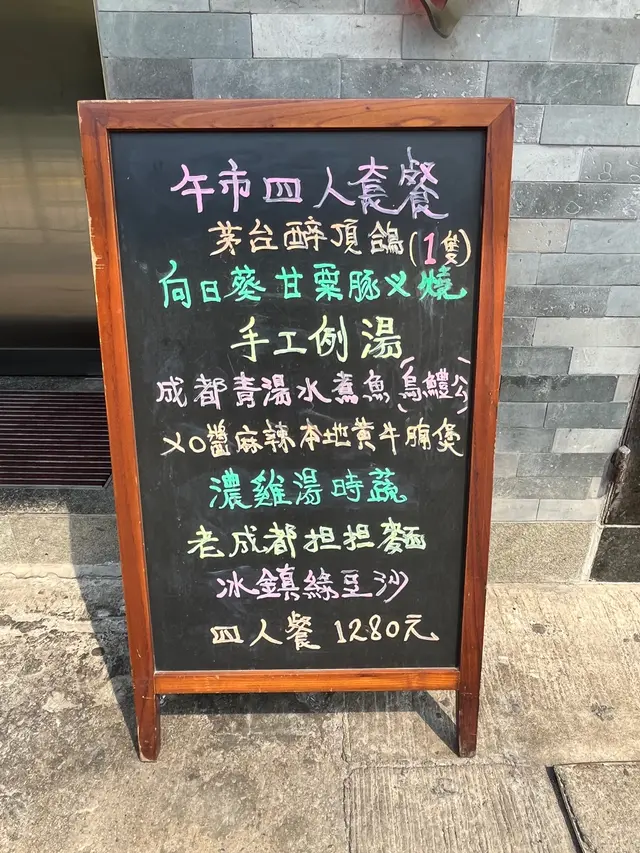 午市四人套餐
茅台醉頂鴿(1隻)
向日葵甘栗豚义燒
手工例湯
成都青湯水煮魚(烏鱧公)
XO醬麻辣本地黄牛腩煲
濃雞湯時蔬
老成都担担麵
冰鎮綠豆沙
四人餐 1280元